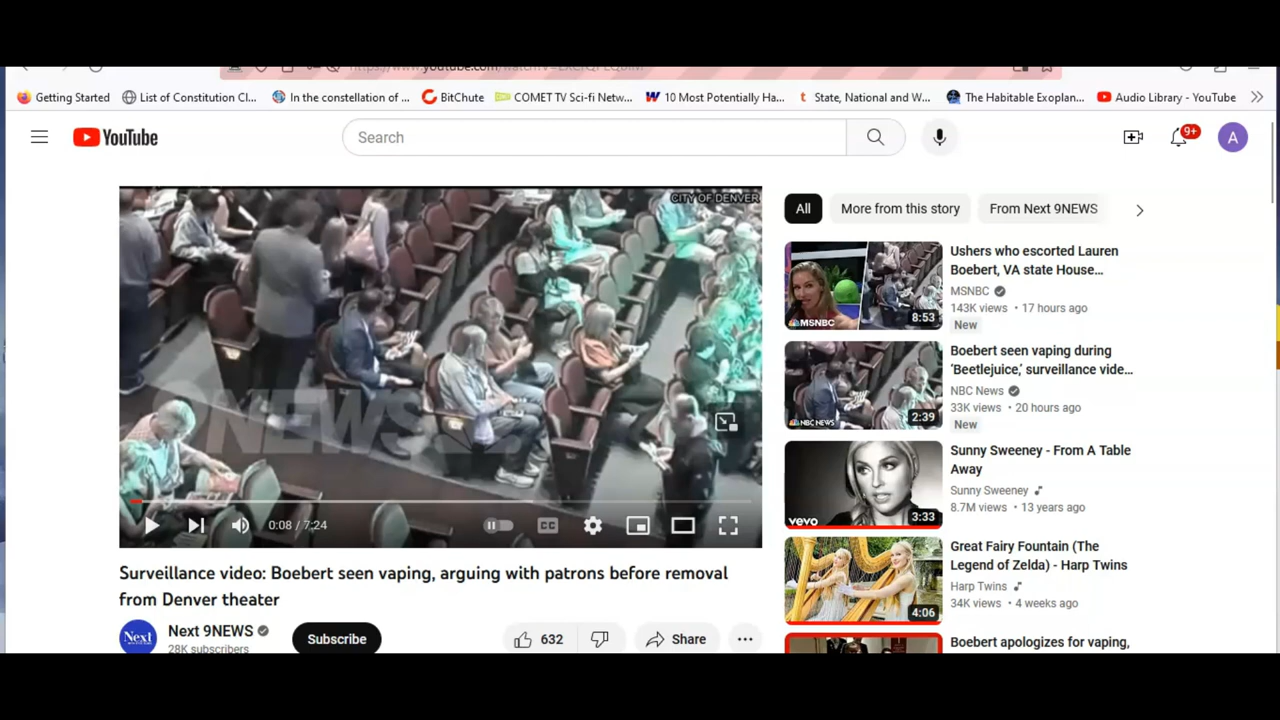 Getting Started
List of Constitution Cl...
In the constellation of ...
BitChute
COMET TV Sci-fi Netw...
10 Most Potentially Ha...
State, National and W...
The Habitable Exoplan...
Audio Library - YouTube
YouTube
Search
9+
A
CITY OF DENVER
9NEWS
0:08 / 7:24
CC
Surveillance video: Boebert seen vaping, arguing with patrons before removal
from Denver theater
Next
Next 9NEWS
28K subscribers
Subscribe
632
Share
All
More from this story
From Next 9NEWS
MSNBC
8:53
Ushers who escorted Lauren
Boebert, VA state House...
MSNBC
143K views • 17 hours ago
New
NBC NEWS
2:39
Boebert seen vaping during
‘Beetlejuice,’ surveillance vide...
NBC News
33K views • 20 hours ago
New
vevo
3:33
Sunny Sweeney - From A Table
Away
Sunny Sweeney
8.7M views • 13 years ago
4:06
Great Fairy Fountain (The
Legend of Zelda) - Harp Twins
Harp Twins
34K views • 4 weeks ago
Boebert apologizes for vaping,